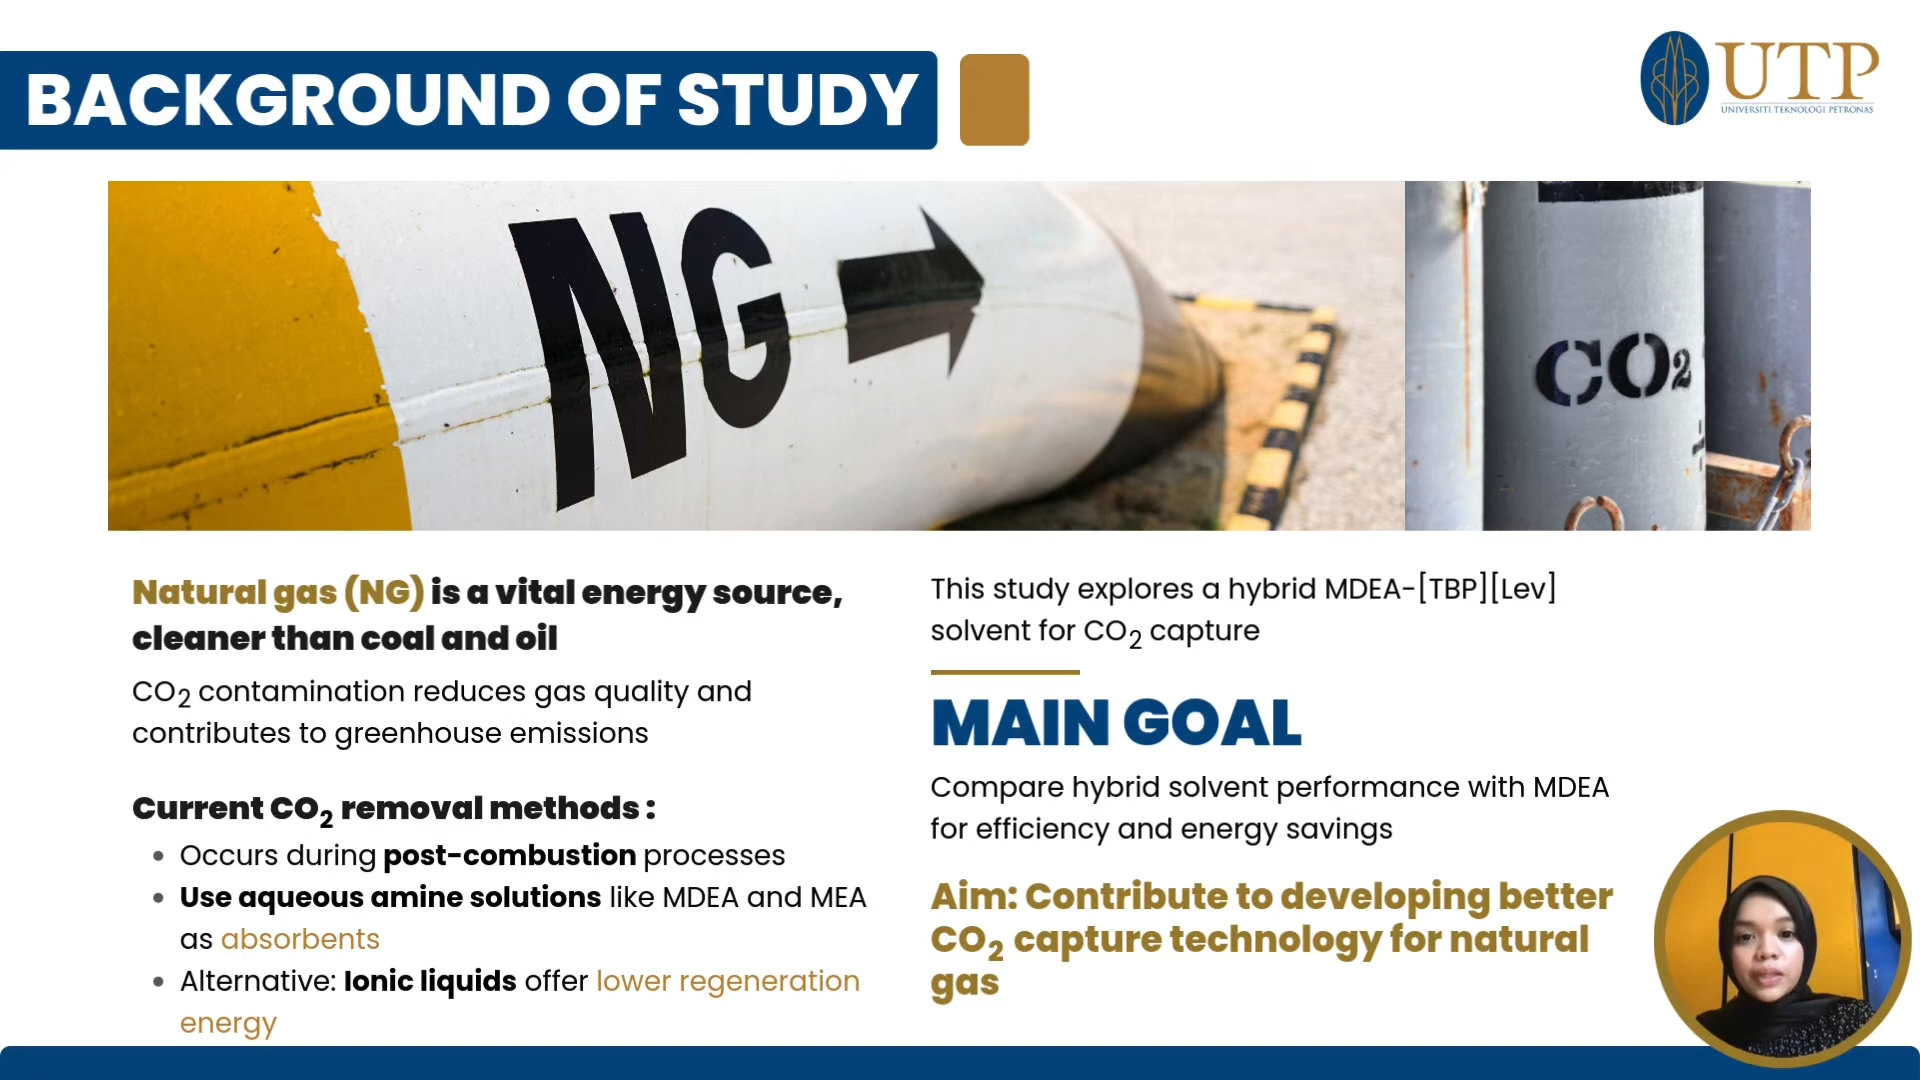 BACKGROUND OF STUDY
UTP
UNIVERSITI TEKNOLOGI PETRONAS
NG
CO2
Natural gas (NG) is a vital energy source,
cleaner than coal and oil
CO₂ contamination reduces gas quality and
contributes to greenhouse emissions
Current CO₂ removal methods :
• Occurs during post-combustion processes
• Use aqueous amine solutions like MDEA and MEA
as absorbents
• Alternative: Ionic liquids offer lower regeneration
energy
This study explores a hybrid MDEA-[TBP][Lev]
solvent for CO₂ capture
MAIN GOAL
Compare hybrid solvent performance with MDEA
for efficiency and energy savings
Aim: Contribute to developing better
CO₂ capture technology for natural
gas